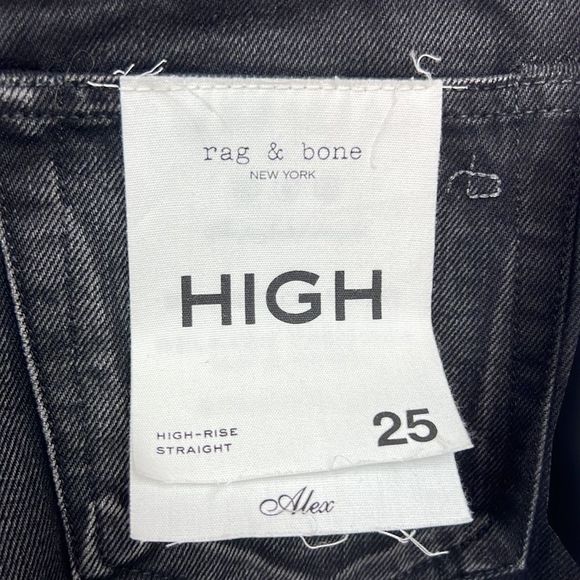 rag & bone
NEW YORK
HIGH
HIGH-RISE
STRAIGHT
25
Alex